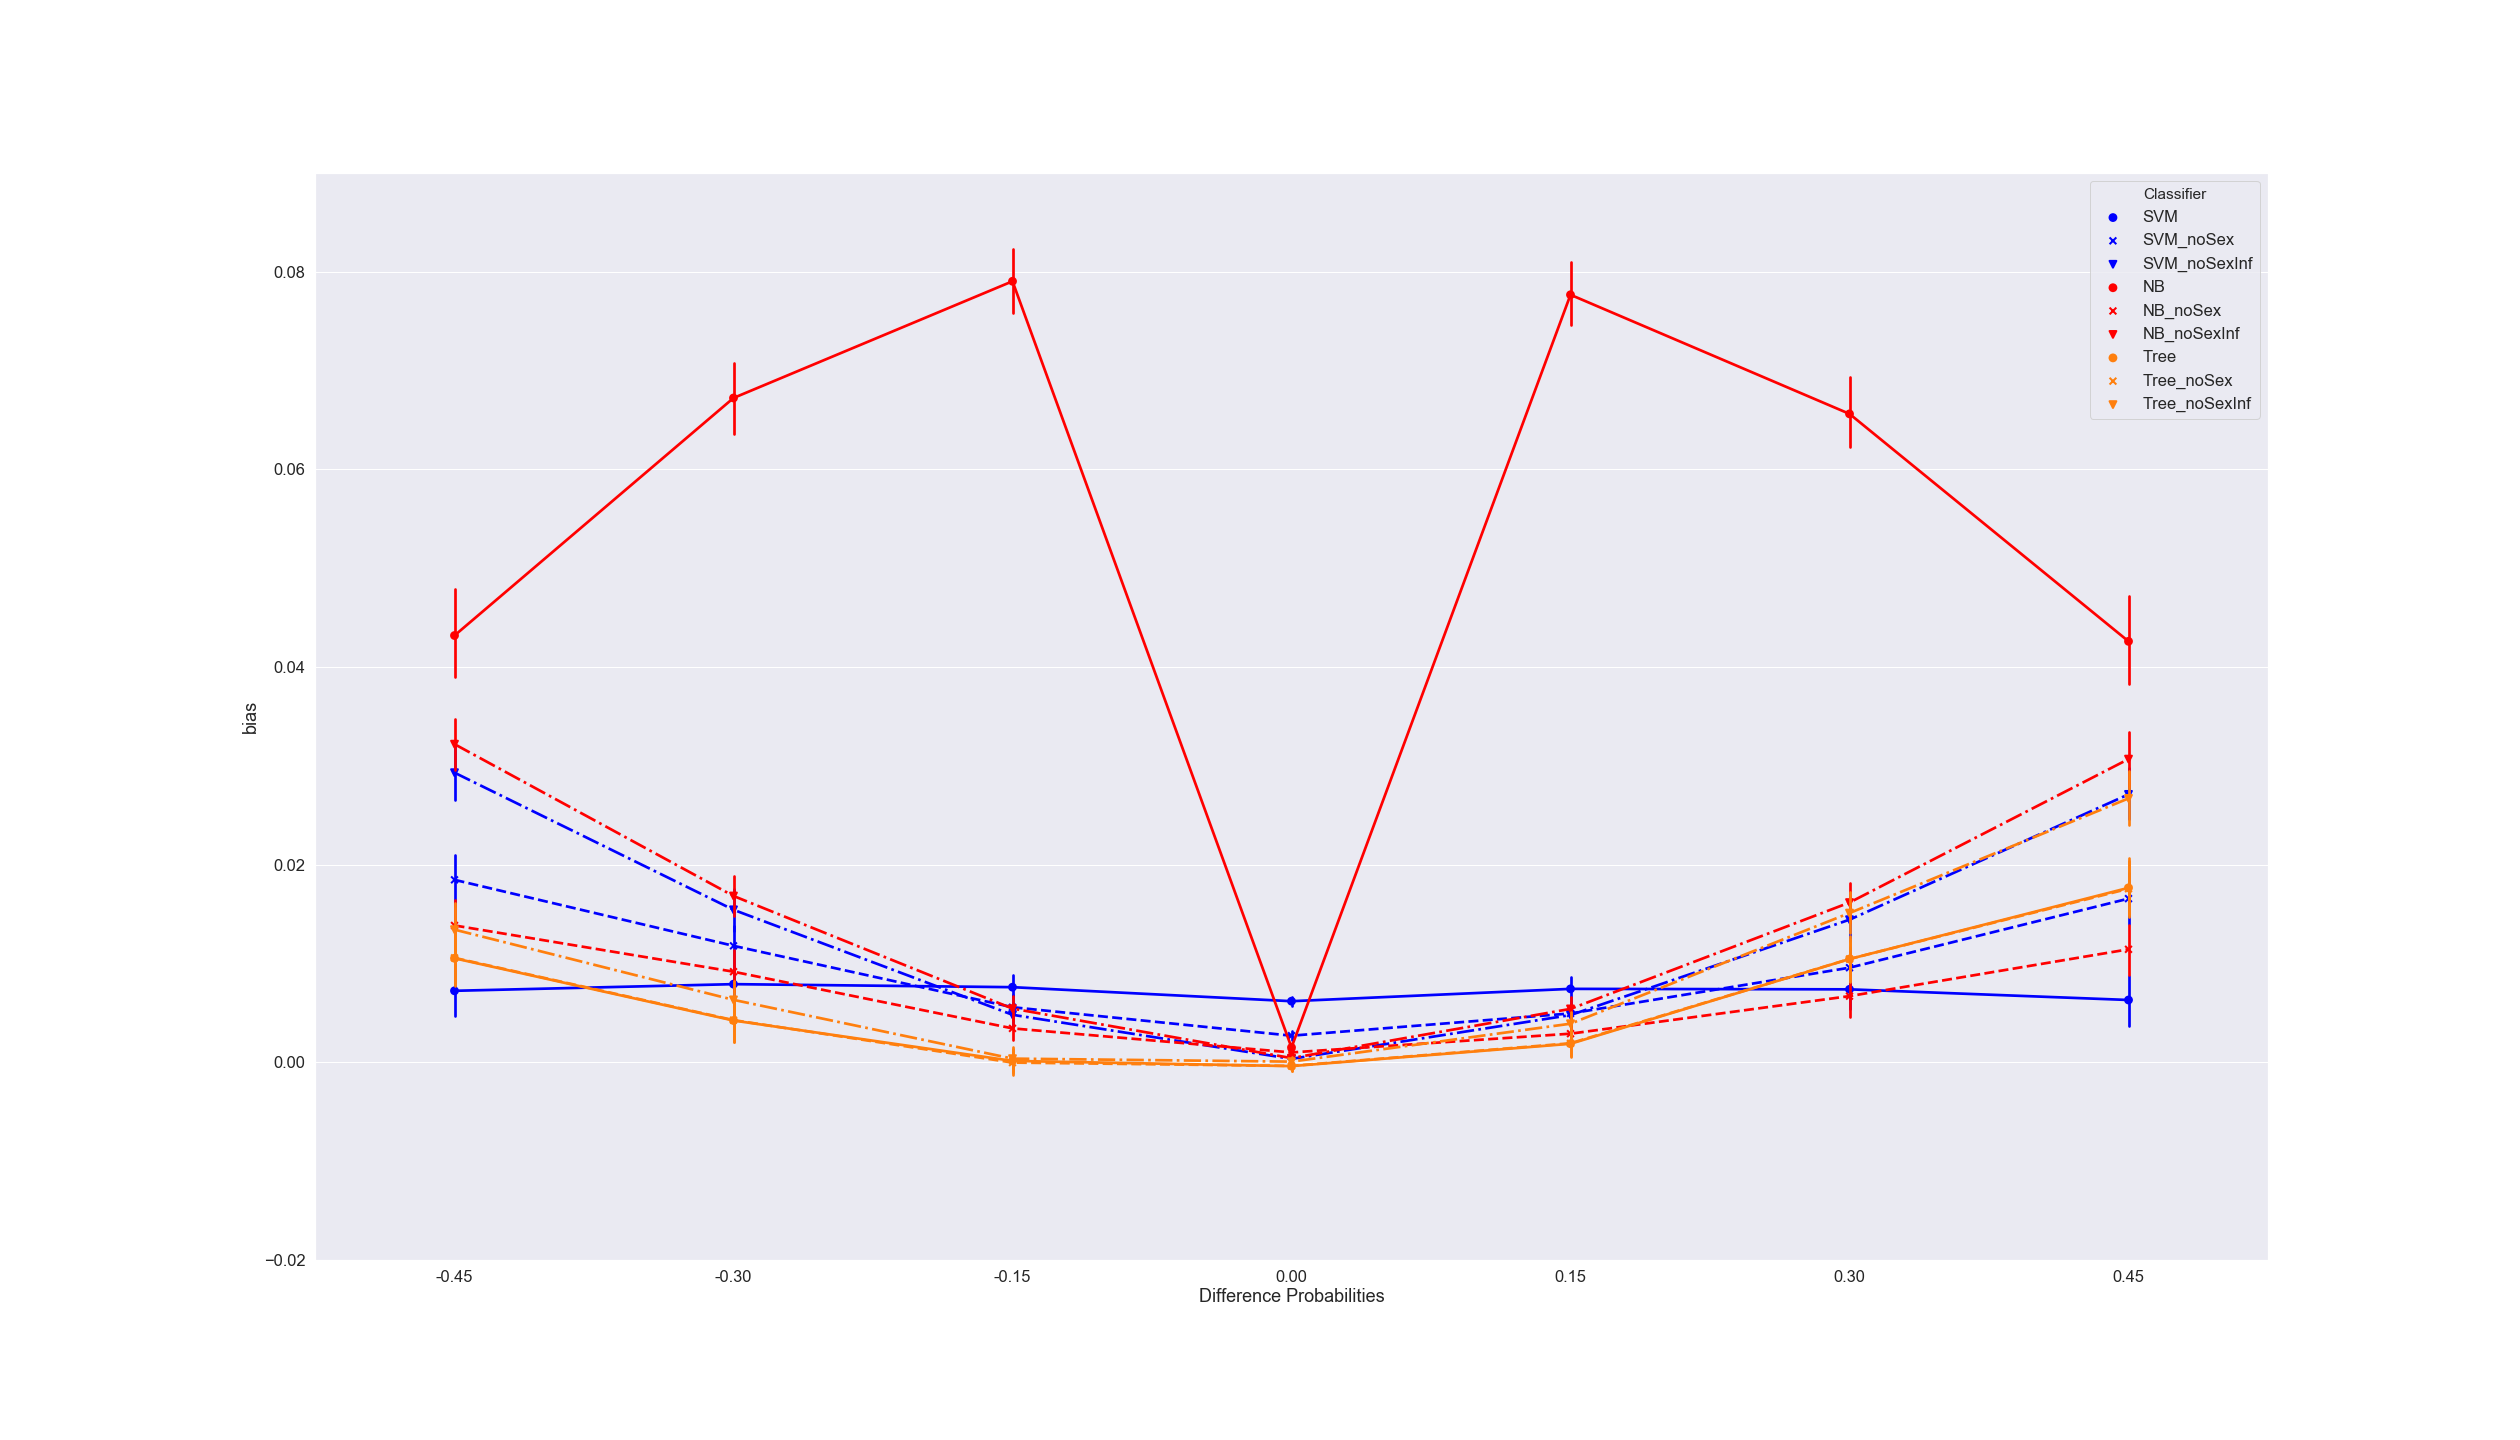 Classifier
SVM
SVM_noSex
SVM_noSexInf
NB
NB_noSex
NB_noSexInf
Tree
Tree_noSex
Tree_noSexInf
0.08
0.06
0.04
0.02
0.00
−0.02
bias
-0.45 -0.30 -0.15 0.00 0.15 0.30 0.45
Difference Probabilities